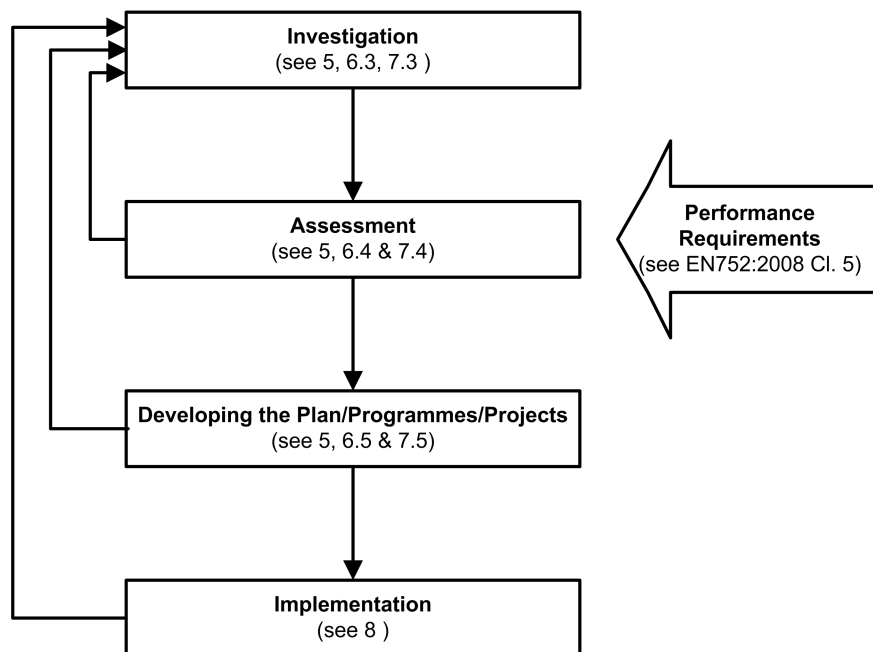 Investigation
(see 5, 6.3, 7.3 )
Assessment
(see 5, 6.4 & 7.4)
Performance
Requirements
(see EN752:2008 Cl. 5)
Developing the Plan/Programmes/Projects
(see 5, 6.5 & 7.5)
Implementation
(see 8 )